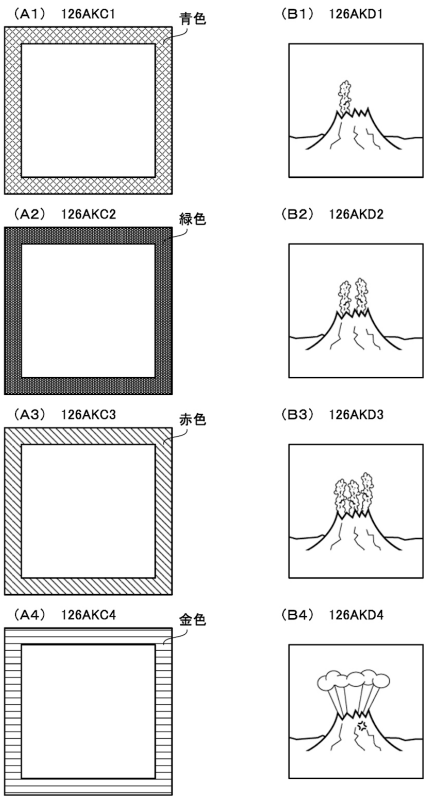 (A1) 126AKC1
青色
(B1) 126AKD1
(A2) 126AKC2
緑色
(B2) 126AKD2
(A3) 126AKC3
赤色
(B3) 126AKD3
(A4) 126AKC4
金色
(B4) 126AKD4